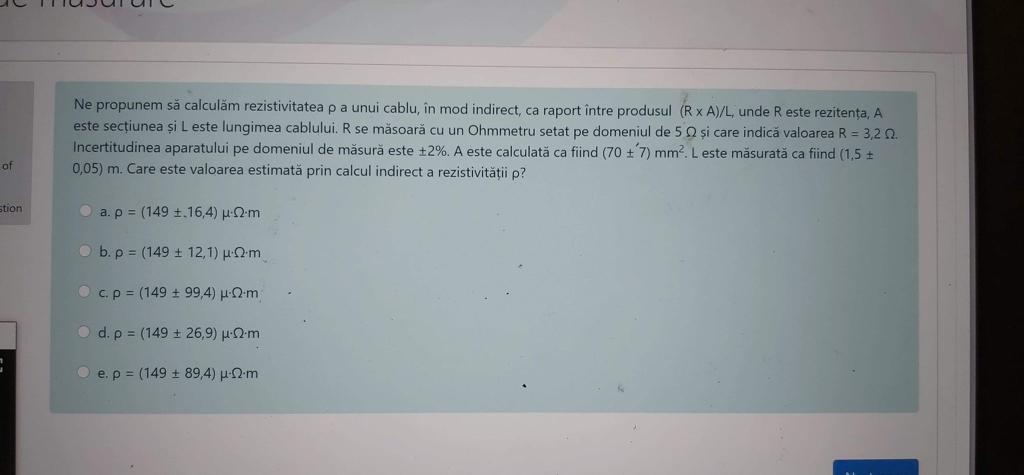 Ne propunem să calculăm rezistivitatea ρ a unui cablu, în mod indirect, ca raport între produsul (R x A)/L, unde R este rezitența, A
este secțiunea și L este lungimea cablului. R se măsoară cu un Ohmmetru setat pe domeniul de 5 Ω și care indică valoarea R = 3,2 Ω.
Incertitudinea aparatului pe domeniul de măsură este ±2%. A este calculată ca fiind (70 ± 7) mm². L este măsurată ca fiind (1,5 ±
0,05) m. Care este valoarea estimată prin calcul indirect a rezistivității ρ?
of
stion
a. ρ = (149 ± 16,4) μ·Ω·m
b. ρ = (149 ± 12,1) μ·Ω·m
c. ρ = (149 ± 99,4) μ·Ω·m
d. ρ = (149 ± 26,9) μ·Ω·m
e. ρ = (149 ± 89,4) μ·Ω·m